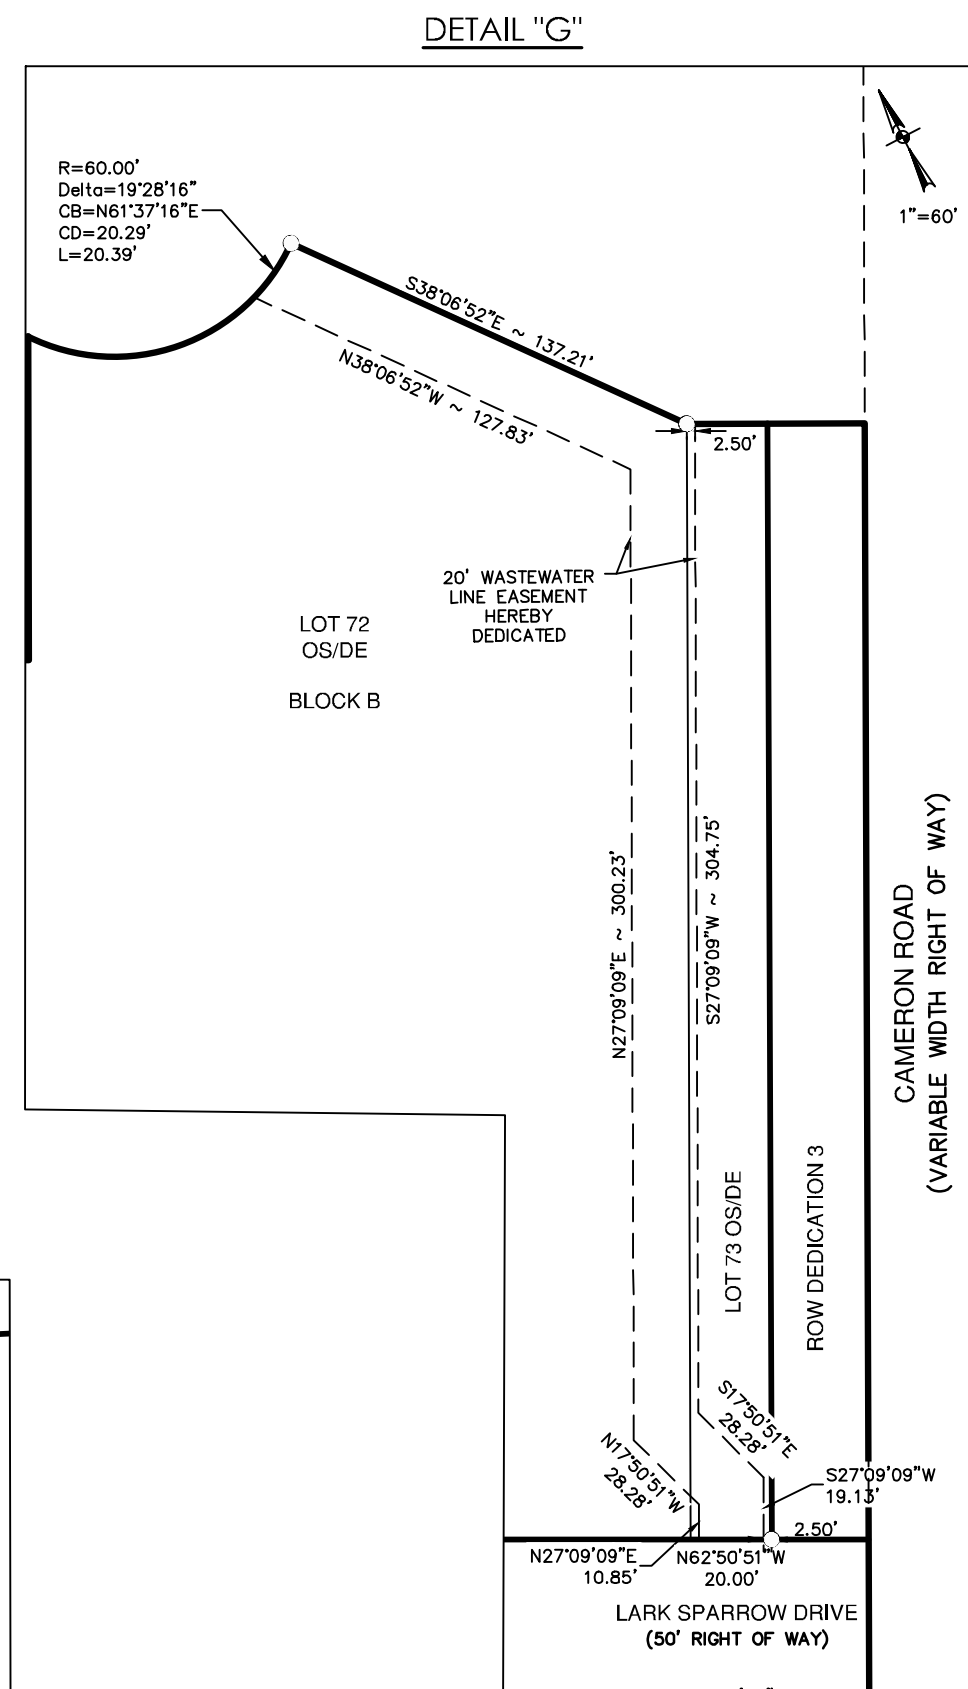 DETAIL "G"
R=60.00'
Delta=19°28'16"
CB=N61°37'16"E
CD=20.29'
L=20.39'
1"=60'
S38°06'52"E ~ 137.21'
N38°06'52"W ~ 127.83'
2.50'
20' WASTEWATER
LINE EASEMENT
HEREBY
DEDICATED
LOT 72
OS/DE
BLOCK B
N27°09'09"E ~ 300.23'
S27°09'09"W ~ 304.75'
CAMERON ROAD
(VARIABLE WIDTH RIGHT OF WAY)
LOT 73 OS/DE
ROW DEDICATION 3
S17°50'51"E
28.28'
N17°50'51"W
28.28'
S27°09'09"W
19.13'
2.50'
N27°09'09"E
10.85'
N62°50'51"W
20.00'
LARK SPARROW DRIVE
(50' RIGHT OF WAY)